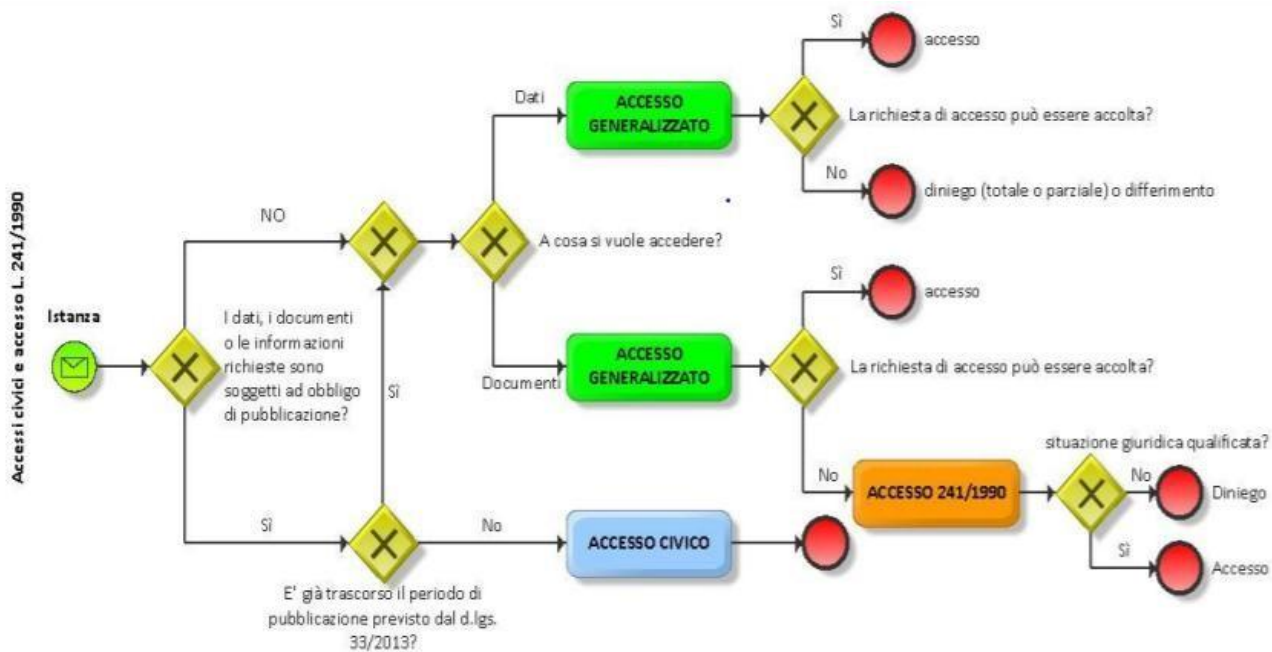 Accessi civici e accesso L. 241/1990
Istanza
I dati, i documenti
o le informazioni
richieste sono
soggetti ad obbligo
di pubblicazione?
NO
Sì
E' già trascorso il periodo di
pubblicazione previsto dal d.lgs.
33/2013?
Sì
No
ACCESSO CIVICO
A cosa si vuole accedere?
Dati
ACCESSO
GENERALIZZATO
La richiesta di accesso può essere accolta?
Sì
accesso
No
diniego (totale o parziale) o differimento
Documenti
ACCESSO
GENERALIZZATO
La richiesta di accesso può essere accolta?
Sì
accesso
No
ACCESSO 241/1990
situazione giuridica qualificata?
No
Diniego
Sì
Accesso